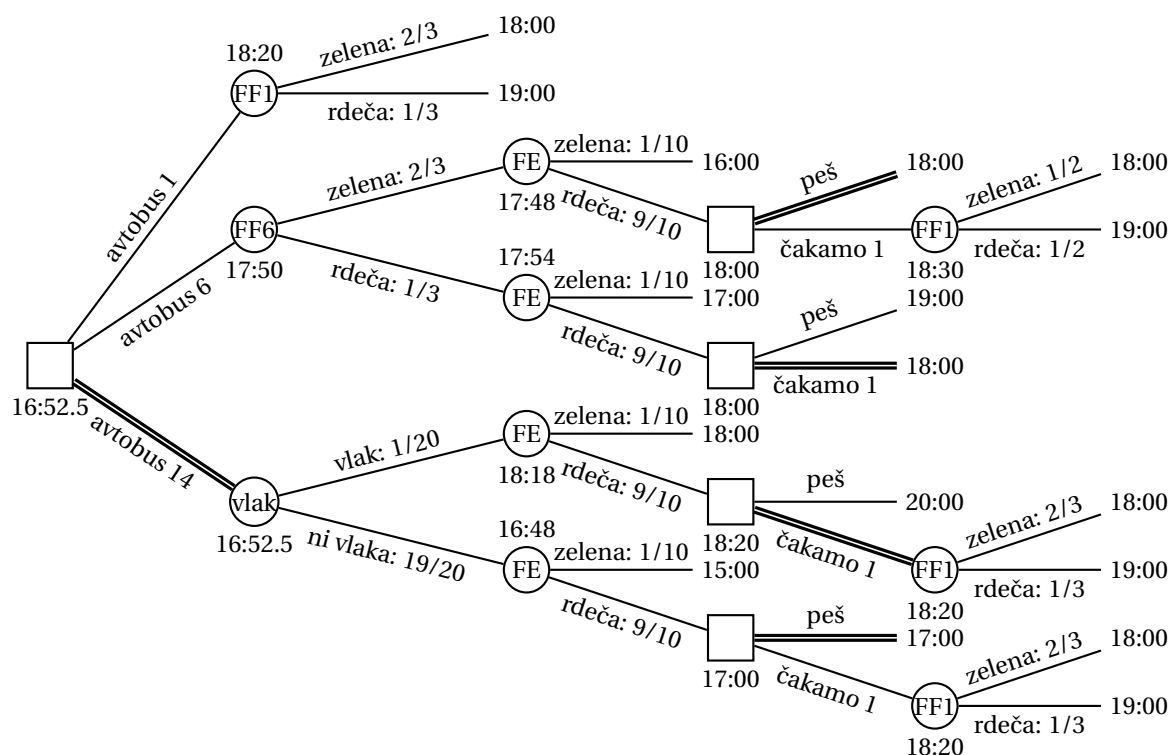 18:20
FF1
zelena: 2/3
18:00
rdeča: 1/3
19:00
avtobus 1
avtobus 6
avtobus 14
16:52.5
FF6
17:50
zelena: 2/3
rdeča: 1/3
FE
17:48
zelena: 1/10
16:00
rdeča: 9/10
18:00
peš
18:00
čakamo 1
FF1
18:30
zelena: 1/2
18:00
rdeča: 1/2
19:00
17:54
FE
zelena: 1/10
17:00
rdeča: 9/10
18:00
peš
19:00
čakamo 1
18:00
vlak
16:52.5
vlak: 1/20
ni vlaka: 19/20
FE
18:18
zelena: 1/10
18:00
rdeča: 9/10
18:20
peš
20:00
čakamo 1
FF1
18:20
zelena: 2/3
18:00
rdeča: 1/3
19:00
16:48
FE
zelena: 1/10
15:00
rdeča: 9/10
17:00
peš
17:00
čakamo 1
FF1
18:20
zelena: 2/3
18:00
rdeča: 1/3
19:00